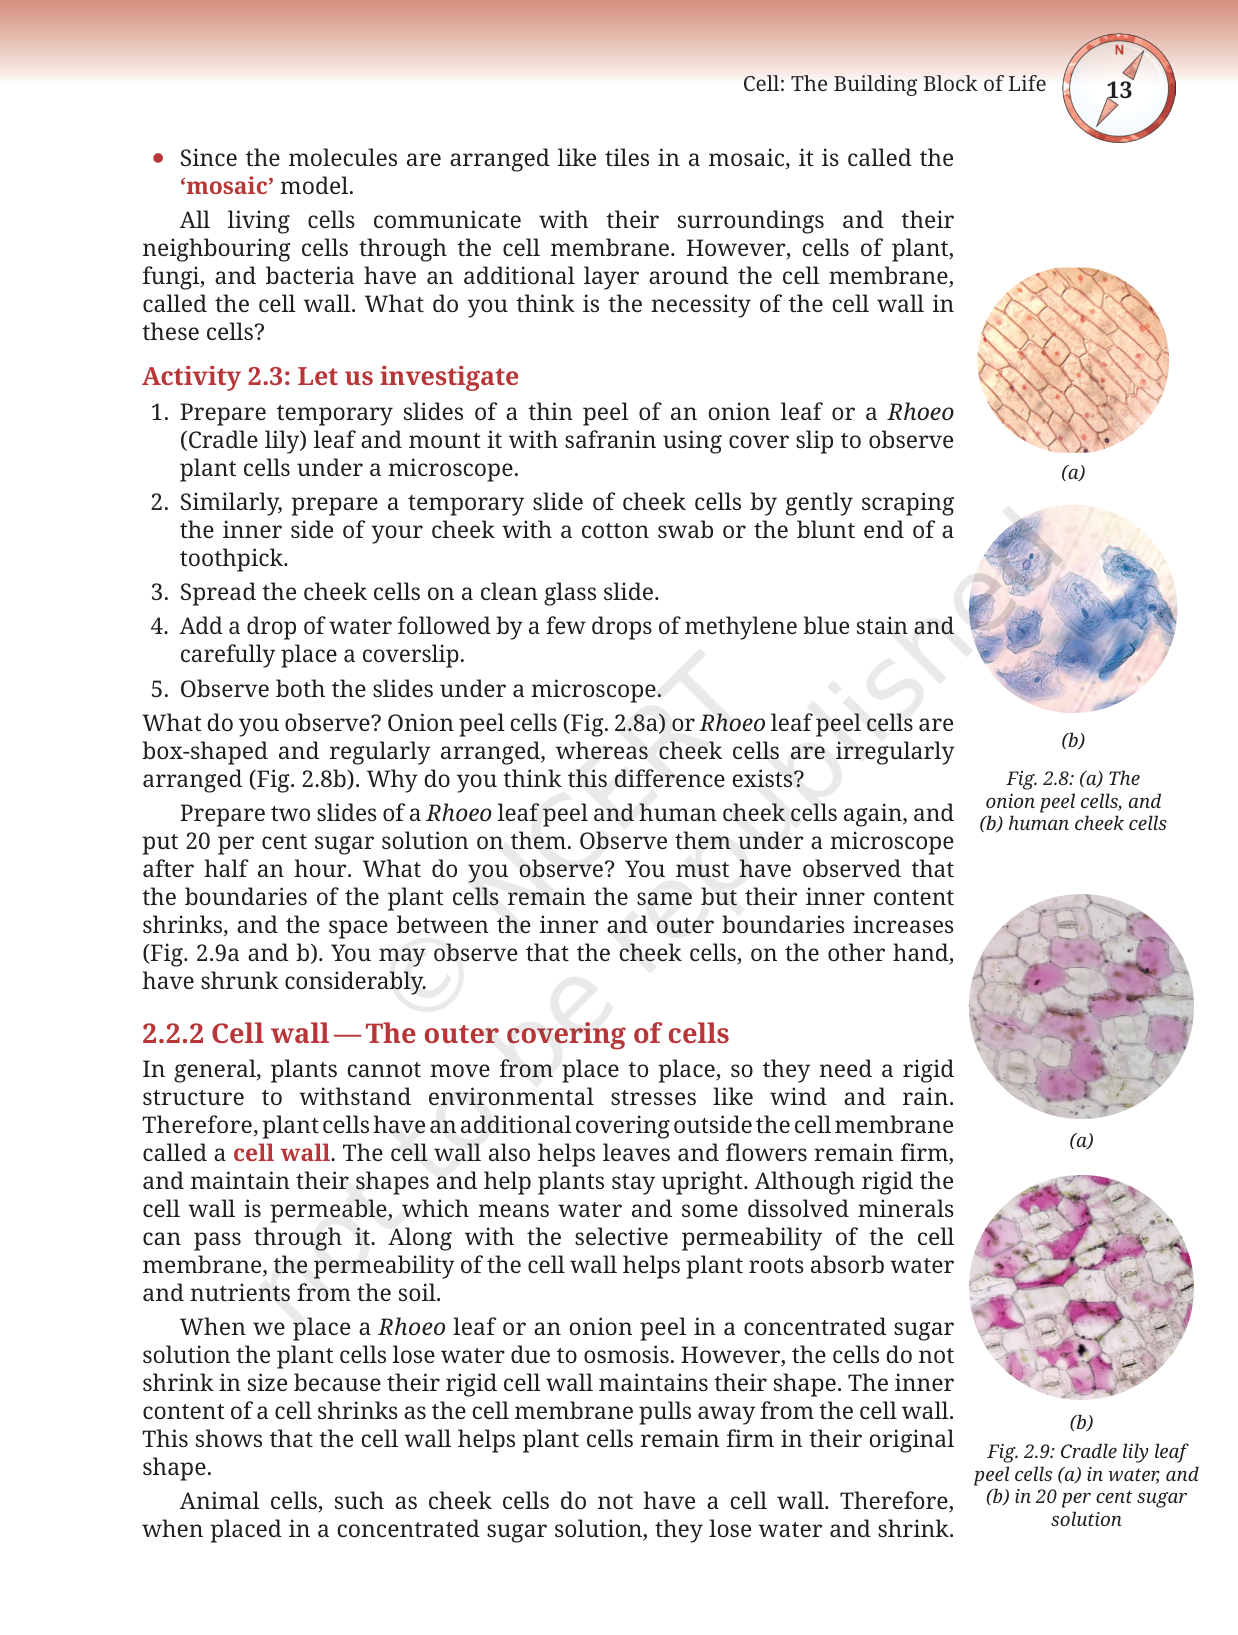 Cell: The Building Block of Life
N
13
• Since the molecules are arranged like tiles in a mosaic, it is called the
‘mosaic’ model.
All living cells communicate with their surroundings and their
neighbouring cells through the cell membrane. However, cells of plant,
fungi, and bacteria have an additional layer around the cell membrane,
called the cell wall. What do you think is the necessity of the cell wall in
these cells?
Activity 2.3: Let us investigate
1. Prepare temporary slides of a thin peel of an onion leaf or a Rhoeo
(Cradle lily) leaf and mount it with safranin using cover slip to observe
plant cells under a microscope.
2. Similarly, prepare a temporary slide of cheek cells by gently scraping
the inner side of your cheek with a cotton swab or the blunt end of a
toothpick.
3. Spread the cheek cells on a clean glass slide.
4. Add a drop of water followed by a few drops of methylene blue stain and
carefully place a coverslip.
5. Observe both the slides under a microscope.
What do you observe? Onion peel cells (Fig. 2.8a) or Rhoeo leaf peel cells are
box-shaped and regularly arranged, whereas cheek cells are irregularly
arranged (Fig. 2.8b). Why do you think this difference exists?
Prepare two slides of a Rhoeo leaf peel and human cheek cells again, and
put 20 per cent sugar solution on them. Observe them under a microscope
after half an hour. What do you observe? You must have observed that
the boundaries of the plant cells remain the same but their inner content
shrinks, and the space between the inner and outer boundaries increases
(Fig. 2.9a and b). You may observe that the cheek cells, on the other hand,
have shrunk considerably.
2.2.2 Cell wall — The outer covering of cells
In general, plants cannot move from place to place, so they need a rigid
structure to withstand environmental stresses like wind and rain.
Therefore, plant cells have an additional covering outside the cell membrane
called a cell wall. The cell wall also helps leaves and flowers remain firm,
and maintain their shapes and help plants stay upright. Although rigid the
cell wall is permeable, which means water and some dissolved minerals
can pass through it. Along with the selective permeability of the cell
membrane, the permeability of the cell wall helps plant roots absorb water
and nutrients from the soil.
When we place a Rhoeo leaf or an onion peel in a concentrated sugar
solution the plant cells lose water due to osmosis. However, the cells do not
shrink in size because their rigid cell wall maintains their shape. The inner
content of a cell shrinks as the cell membrane pulls away from the cell wall.
This shows that the cell wall helps plant cells remain firm in their original
shape.
Animal cells, such as cheek cells do not have a cell wall. Therefore,
when placed in a concentrated sugar solution, they lose water and shrink.
(a)
(b)
Fig. 2.8: (a) The
onion peel cells, and
(b) human cheek cells
(a)
(b)
Fig. 2.9: Cradle lily leaf
peel cells (a) in water, and
(b) in 20 per cent sugar
solution
© NCERT
not to be republished